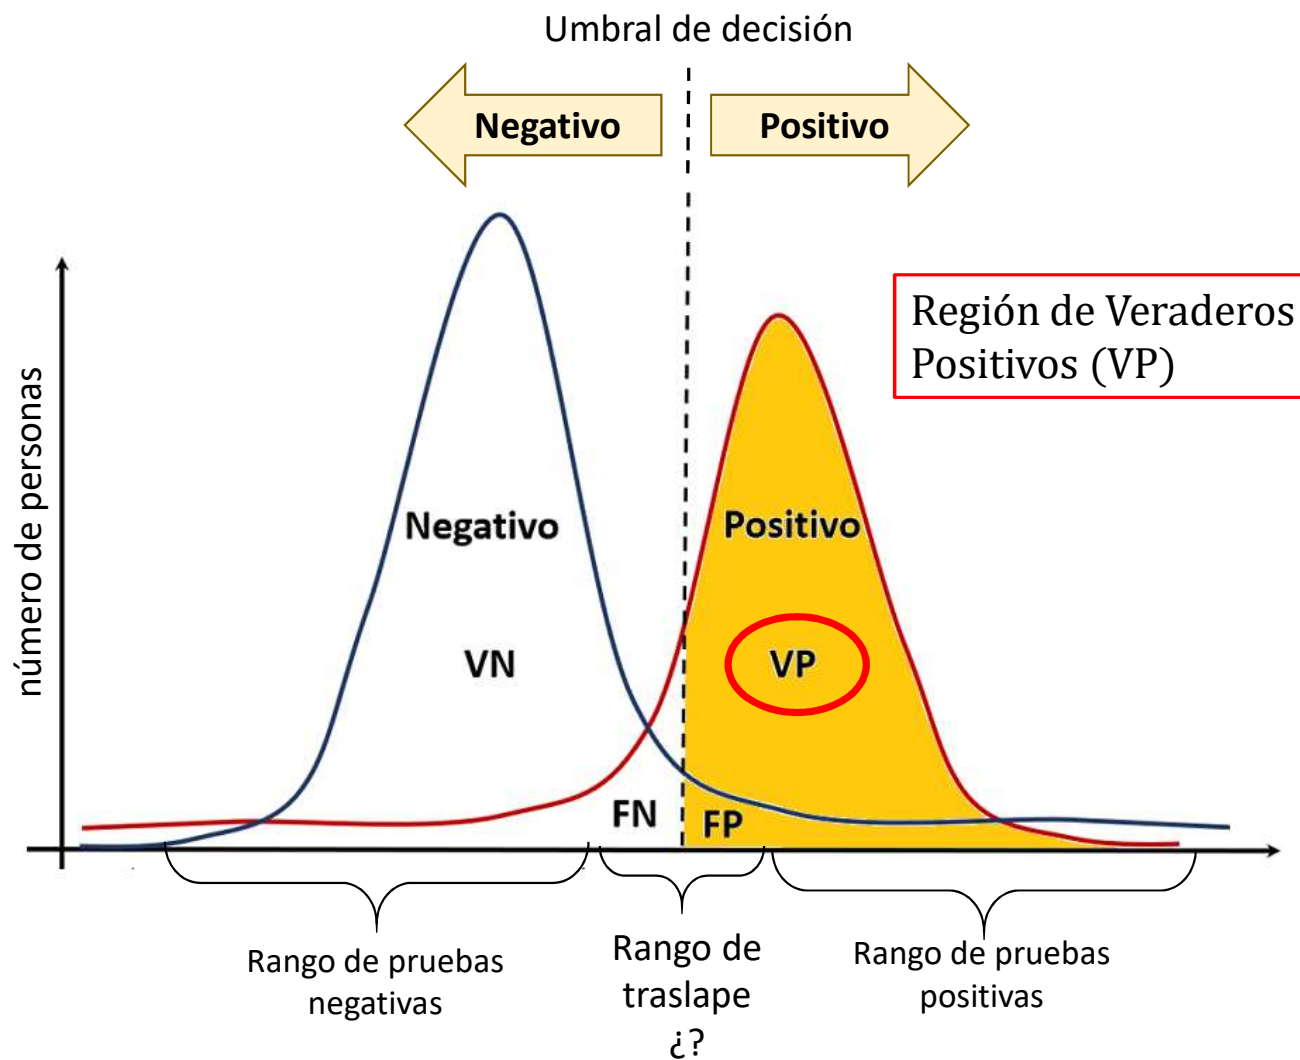 Umbral de decisión
Negativo
Positivo
Región de Veraderos
Positivos (VP)
número de personas
Negativo
Positivo
VN
VP
FN
FP
Rango de pruebas
negativas
Rango de
traslape
¿?
Rango de pruebas
positivas